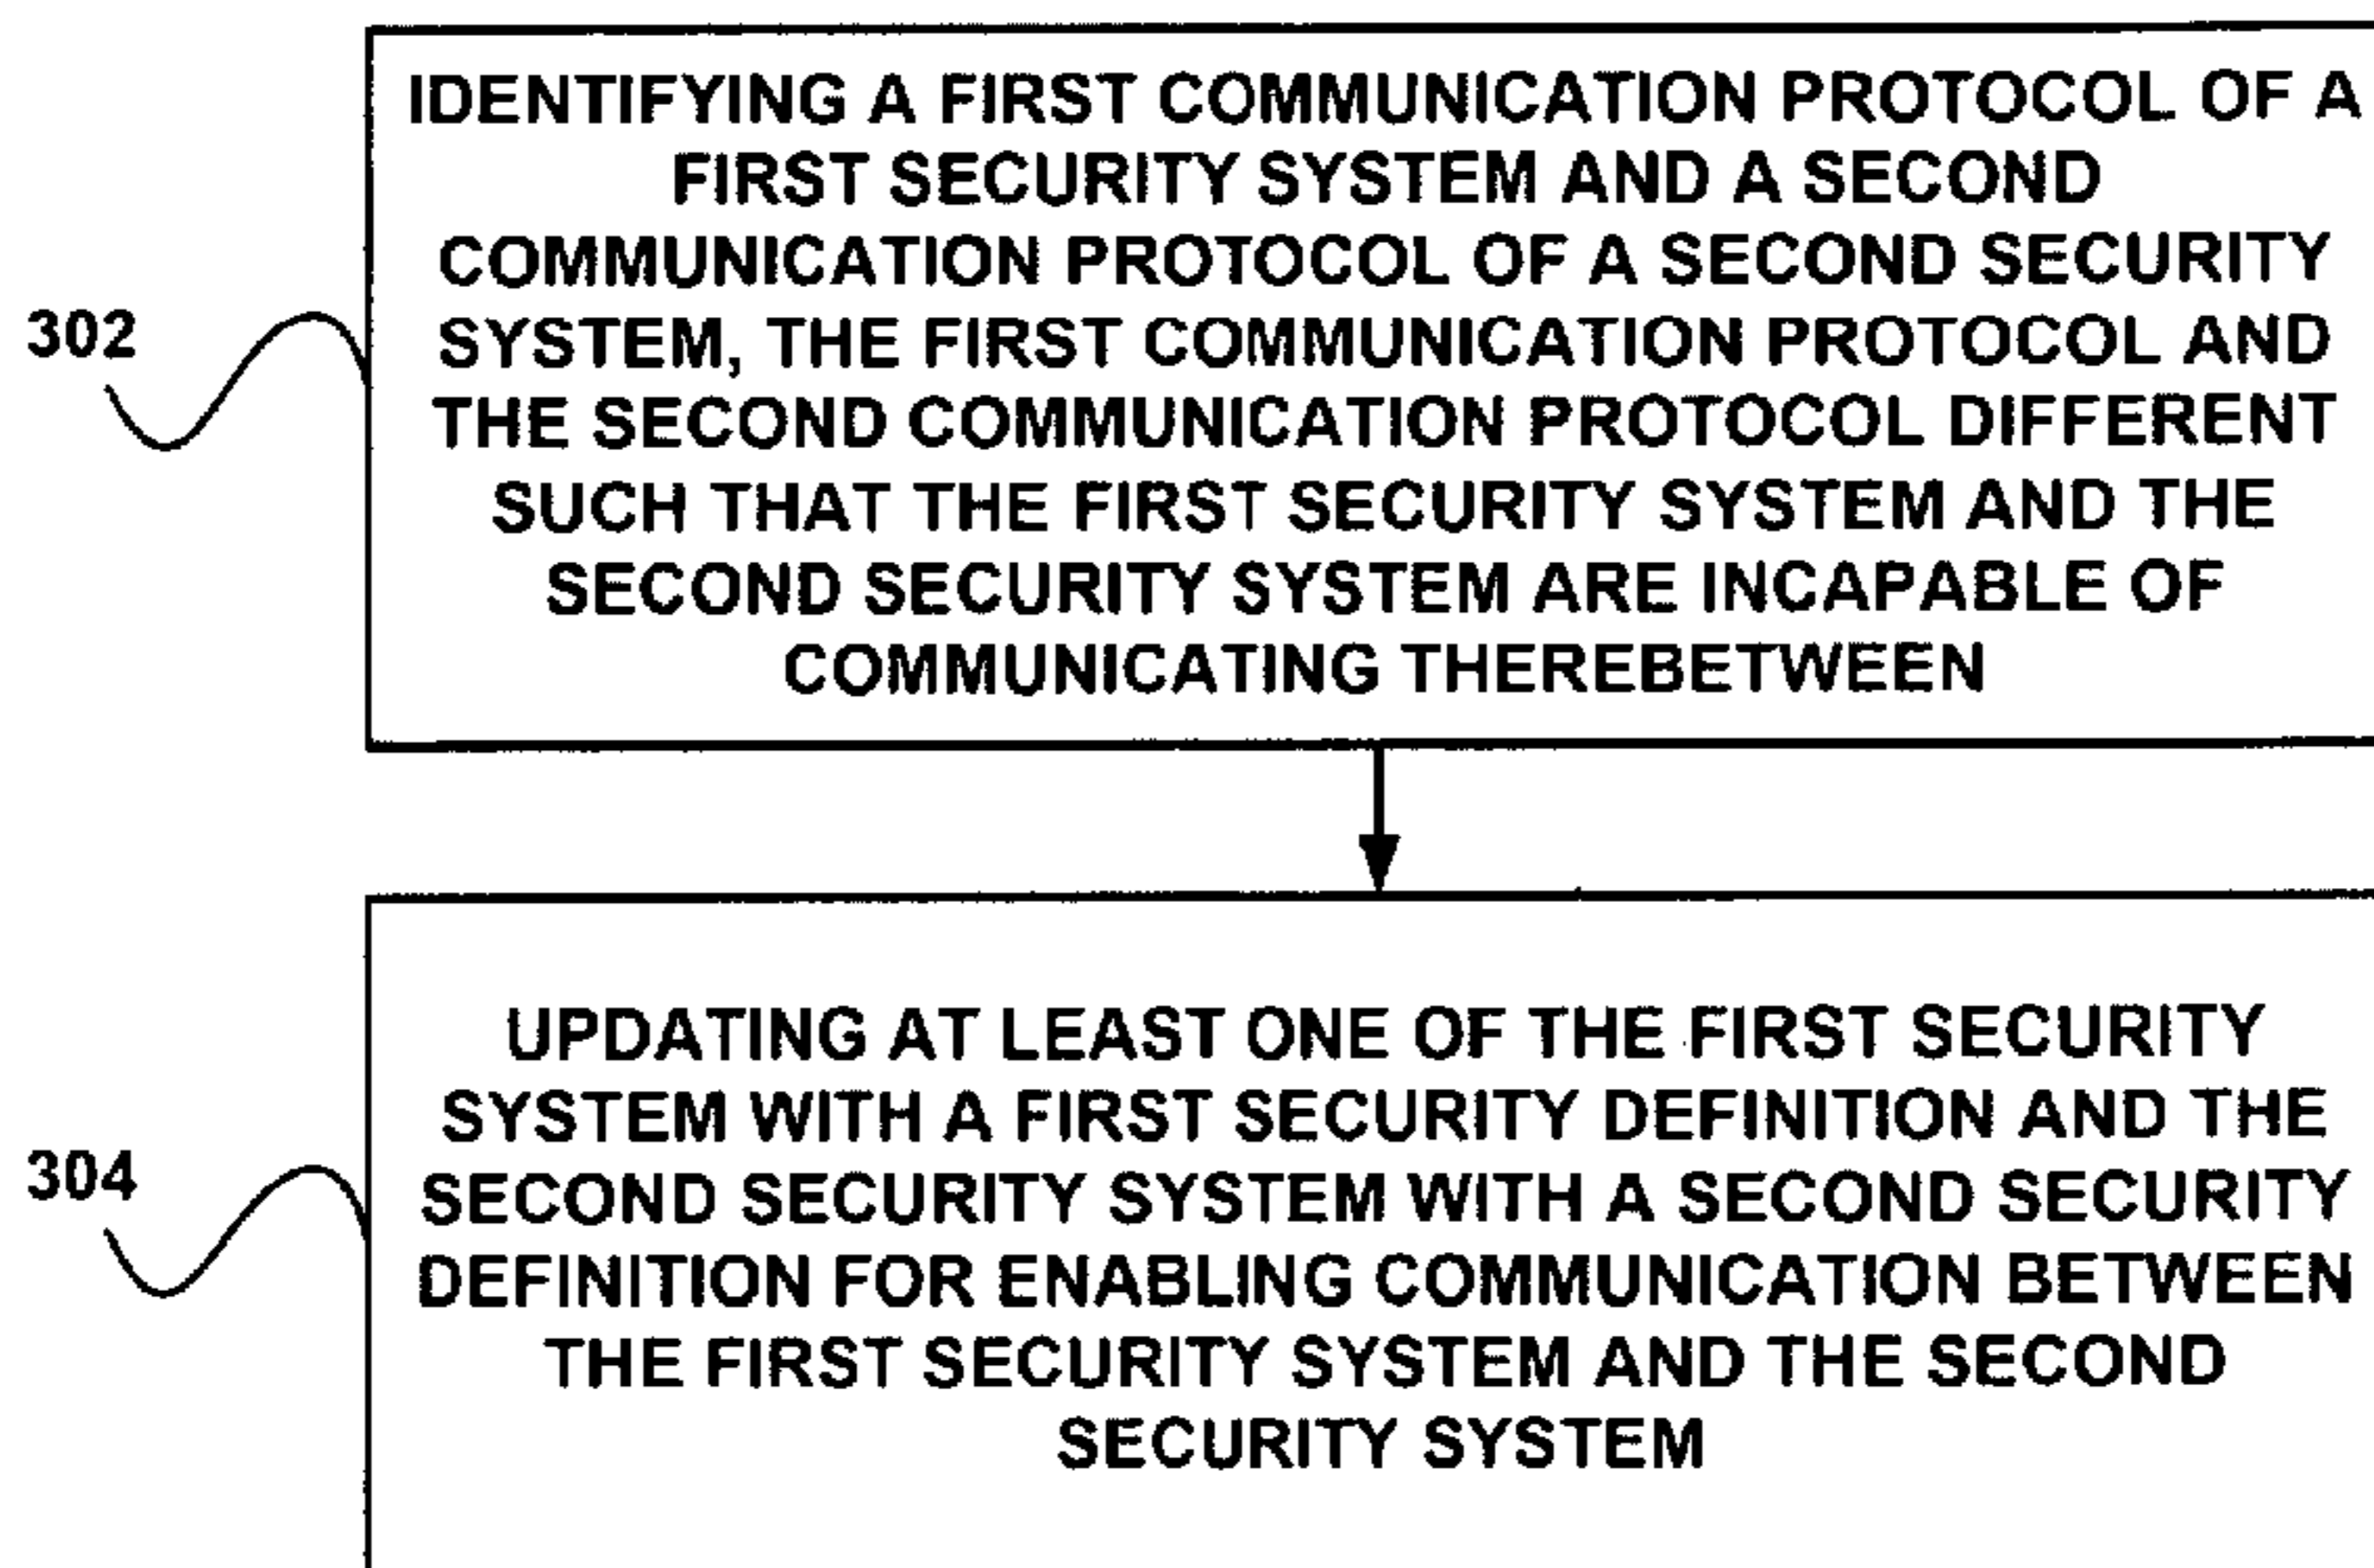 IDENTIFYING A FIRST COMMUNICATION PROTOCOL OF A
FIRST SECURITY SYSTEM AND A SECOND
COMMUNICATION PROTOCOL OF A SECOND SECURITY
302
SYSTEM, THE FIRST COMMUNICATION PROTOCOL AND
THE SECOND COMMUNICATION PROTOCOL DIFFERENT
SUCH THAT THE FIRST SECURITY SYSTEM AND THE
SECOND SECURITY SYSTEM ARE INCAPABLE OF
COMMUNICATING THEREBETWEEN
UPDATING AT LEAST ONE OF THE FIRST SECURITY
SYSTEM WITH A FIRST SECURITY DEFINITION AND THE
304
SECOND SECURITY SYSTEM WITH A SECOND SECURITY
DEFINITION FOR ENABLING COMMUNICATION BETWEEN
THE FIRST SECURITY SYSTEM AND THE SECOND
SECURITY SYSTEM